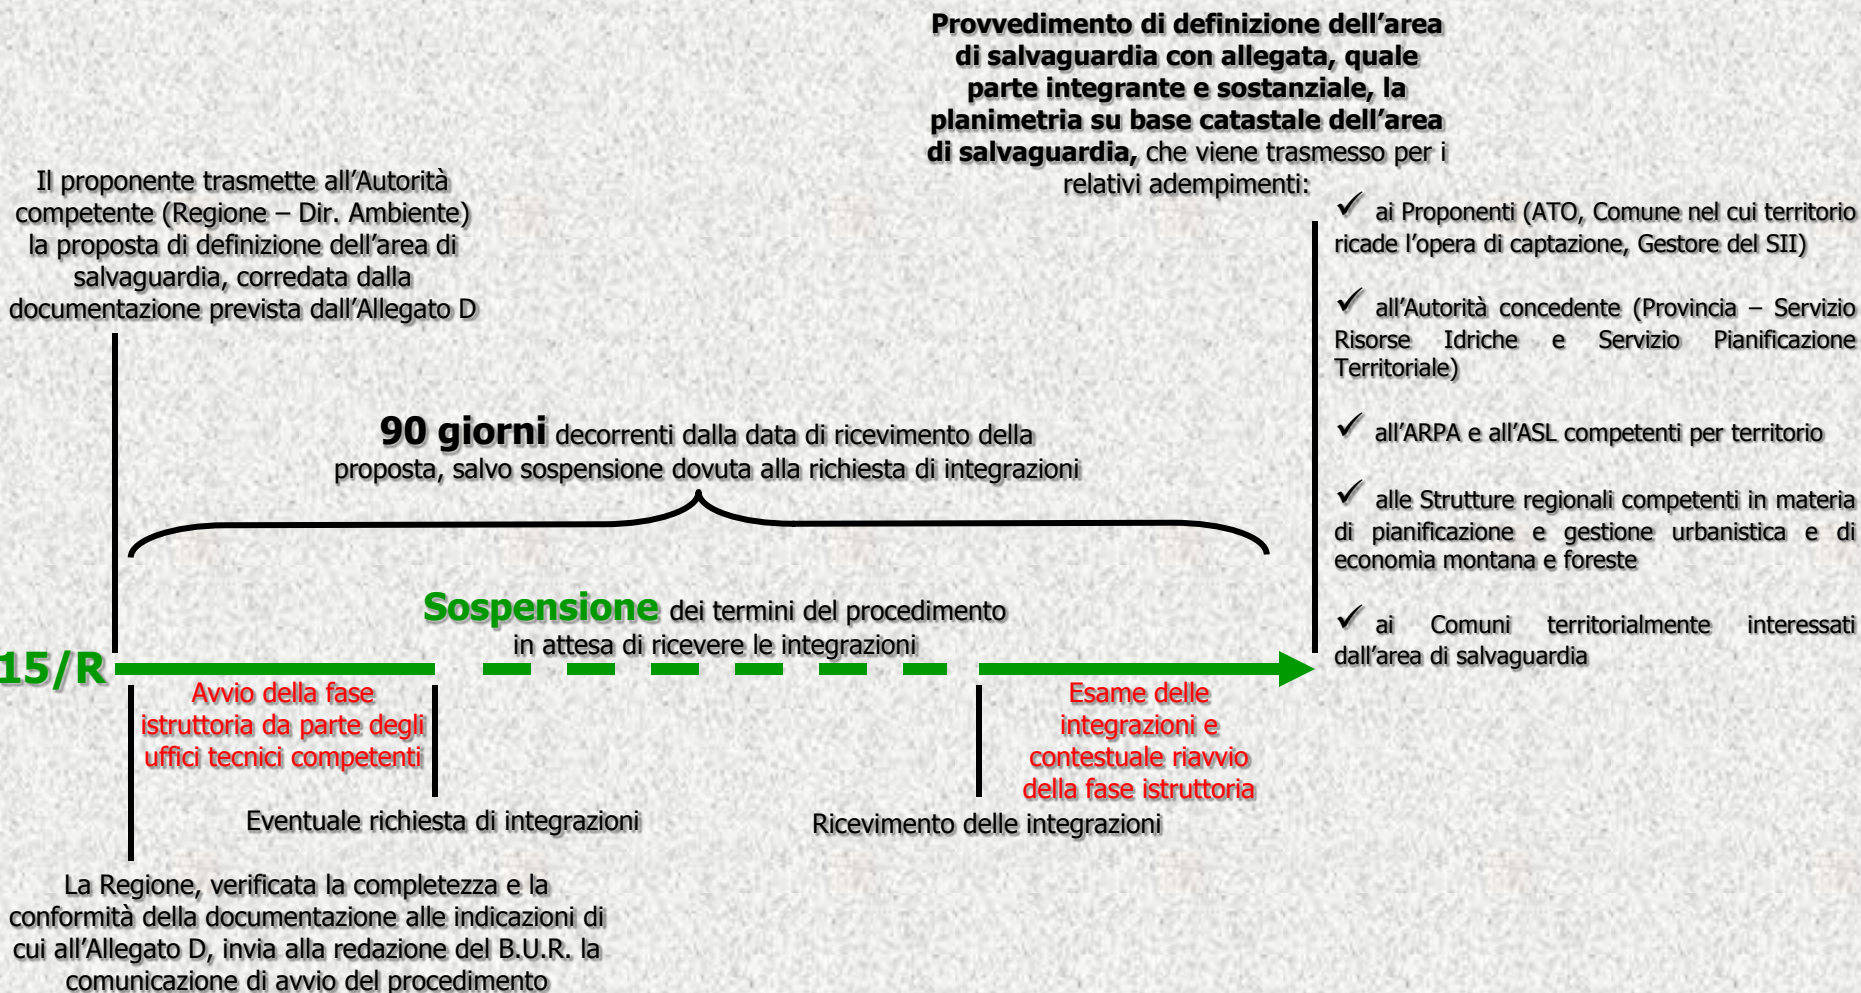 Provvedimento di definizione dell’area
di salvaguardia con allegata, quale
parte integrante e sostanziale, la
planimetria su base catastale dell’area
di salvaguardia, che viene trasmesso per i
relativi adempimenti:
Il proponente trasmette all’Autorità
competente (Regione – Dir. Ambiente)
la proposta di definizione dell’area di
salvaguardia, corredata dalla
documentazione prevista dall’Allegato D
✓ ai Proponenti (ATO, Comune nel cui territorio
ricade l’opera di captazione, Gestore del SII)
✓ all’Autorità concedente (Provincia – Servizio
Risorse Idriche e Servizio Pianificazione
Territoriale)
✓ all’ARPA e all’ASL competenti per territorio
✓ alle Strutture regionali competenti in materia
di pianificazione e gestione urbanistica e di
economia montana e foreste
✓ ai Comuni territorialmente interessati
dall’area di salvaguardia
90 giorni decorrenti dalla data di ricevimento della
proposta, salvo sospensione dovuta alla richiesta di integrazioni
Sospensione dei termini del procedimento
in attesa di ricevere le integrazioni
15/R
Avvio della fase
istruttoria da parte degli
uffici tecnici competenti
Esame delle
integrazioni e
contestuale riavvio
della fase istruttoria
Eventuale richiesta di integrazioni
Ricevimento delle integrazioni
La Regione, verificata la completezza e la
conformità della documentazione alle indicazioni di
cui all’Allegato D, invia alla redazione del B.U.R. la
comunicazione di avvio del procedimento